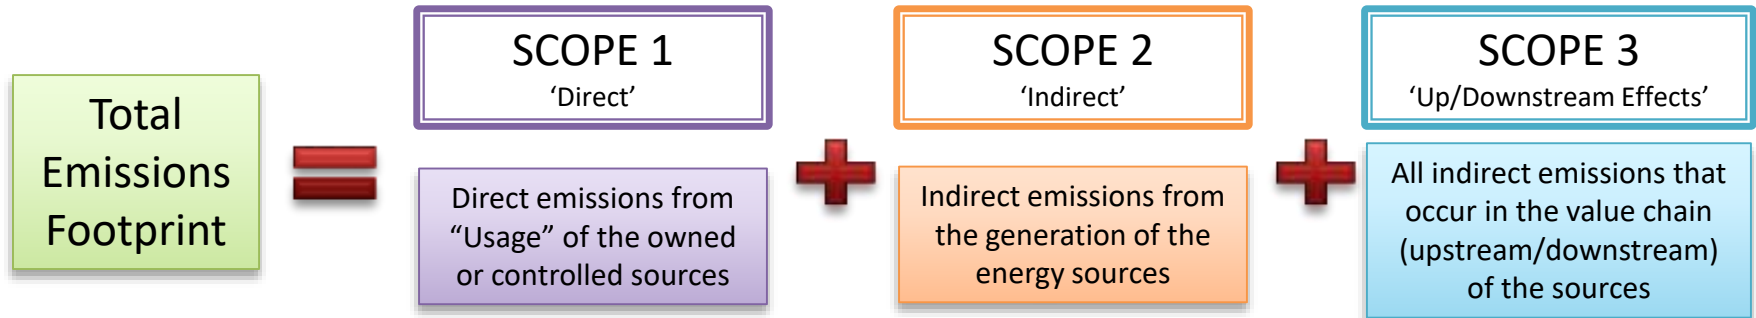 Total
Emissions
Footprint
SCOPE 1
‘Direct’
Direct emissions from
“Usage” of the owned
or controlled sources
SCOPE 2
‘Indirect’
Indirect emissions from
the generation of the
energy sources
SCOPE 3
‘Up/Downstream Effects’
All indirect emissions that
occur in the value chain
(upstream/downstream)
of the sources